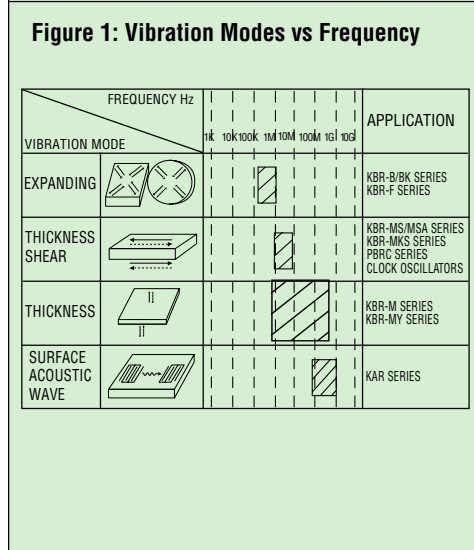 Figure 1: Vibration Modes vs Frequency
FREQUENCY Hz
VIBRATION MODE
1K 10K 100K 1M 10M 100M 1G 10G
APPLICATION
EXPANDING
KBR-B/BK SERIES
KBR-F SERIES
THICKNESS
SHEAR
KBR-MS/MSA SERIES
KBR-MKS SERIES
PBRC SERIES
CLOCK OSCILLATORS
THICKNESS
KBR-M SERIES
KBR-MY SERIES
SURFACE
ACOUSTIC
WAVE
KAR SERIES